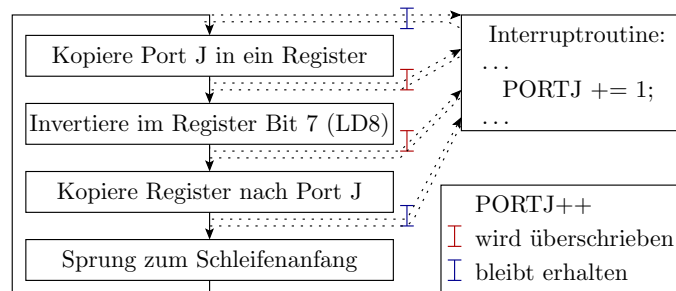 Kopiere Port J in ein Register
Invertiere im Register Bit 7 (LD8)
Kopiere Register nach Port J
Sprung zum Schleifenanfang
Interruptroutine:
...
PORTJ += 1;
...
PORTJ++
wird überschrieben
bleibt erhalten